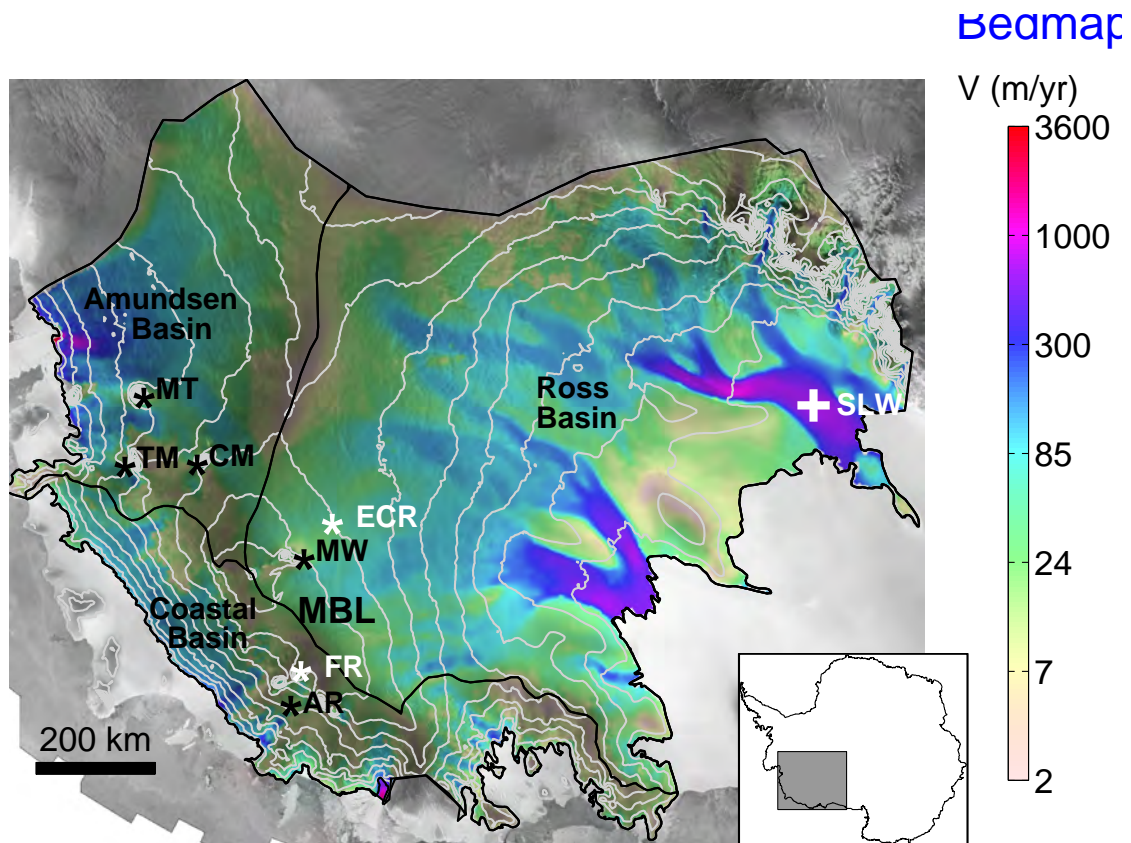 Bedmap
V (m/yr)
3600
1000
300
85
24
7
2
Amundsen
Basin
MT
TM
CM
Ross
Basin
SLW
ECR
MW
MBL
Coastal
Basin
FR
AR
200 km